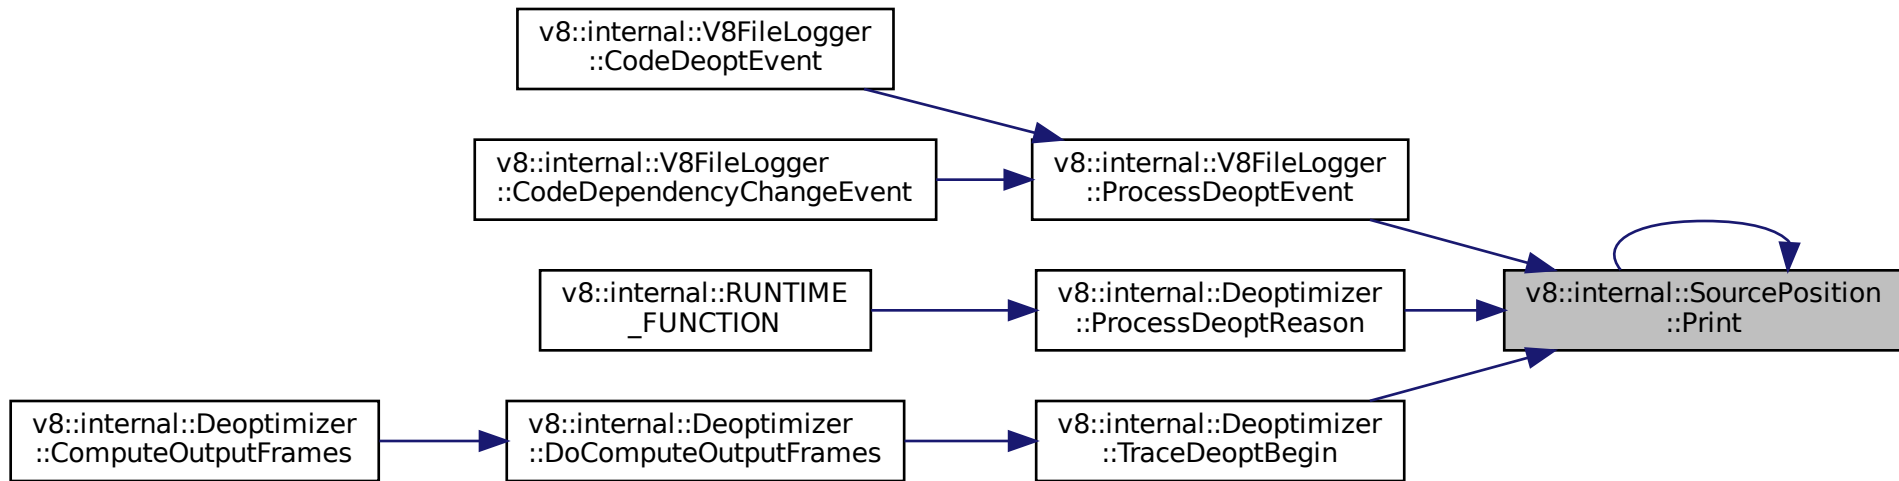 v8::internal::V8FileLogger
::CodeDeoptEvent
v8::internal::V8FileLogger
::CodeDependencyChangeEvent
v8::internal::V8FileLogger
::ProcessDeoptEvent
v8::internal::RUNTIME
_FUNCTION
v8::internal::Deoptimizer
::ProcessDeoptReason
v8::internal::SourcePosition
::Print
v8::internal::Deoptimizer
::ComputeOutputFrames
v8::internal::Deoptimizer
::DoComputeOutputFrames
v8::internal::Deoptimizer
::TraceDeoptBegin